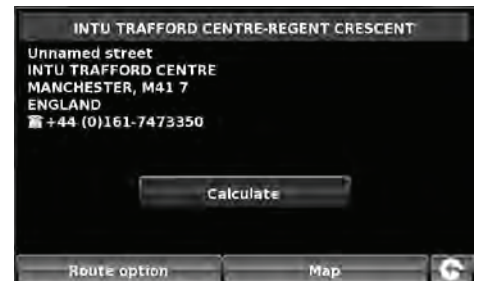 INTU TRAFFORD CENTRE-REGENT CRESCENT
Unnamed street
INTU TRAFFORD CENTRE
MANCHESTER, M41 7
ENGLAND
☎+44 (0)161-7473350
Calculate
Route option Map